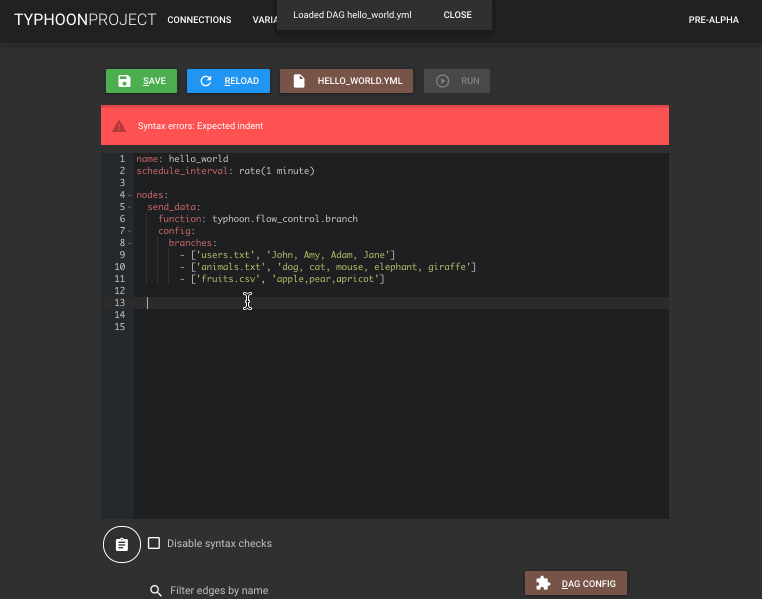 TYPHOONPROJECT CONNECTIONS VARIA Loaded DAG hello_world.yml CLOSE PRE-ALPHA
SAVE RELOAD HELLO_WORLD.YML RUN
Syntax errors: Expected indent
1 name: hello_world
2 schedule_interval: rate(1 minute)
3
4 nodes:
5 send_data:
6 function: typhoon.flow_control.branch
7 config:
8 branches:
9 - ['users.txt', 'John, Amy, Adam, Jane']
10 - ['animals.txt', 'dog, cat, mouse, elephant, giraffe']
11 - ['fruits.csv', 'apple,pear,apricot']
12
13
14
15
Disable syntax checks
Filter edges by name DAG CONFIG